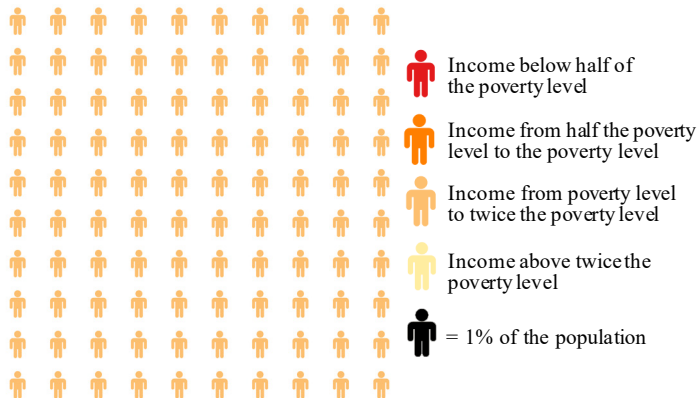 Income below half of
the poverty level
Income from half the poverty
level to the poverty level
Income from poverty level
to twice the poverty level
Income above twice the
poverty level
= 1% of the population